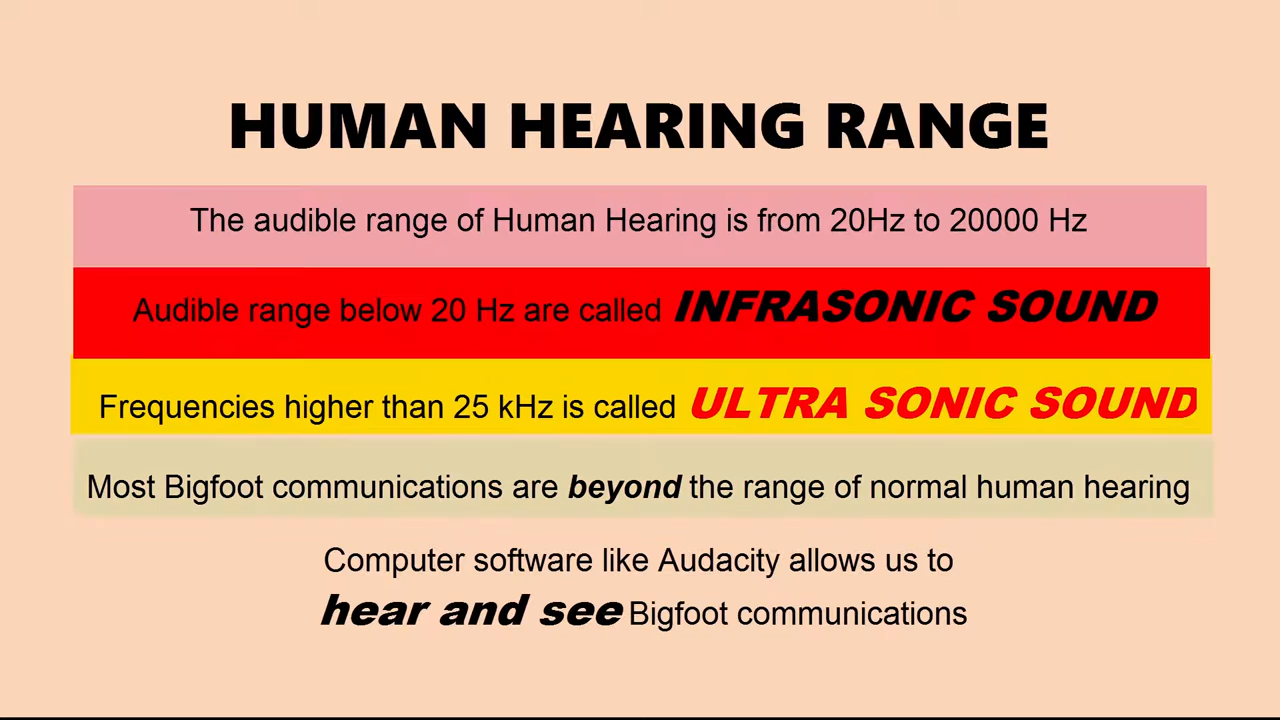 HUMAN HEARING RANGE
The audible range of Human Hearing is from 20Hz to 20000 Hz
Audible range below 20 Hz are called INFRASONIC SOUND
Frequencies higher than 25 kHz is called ULTRA SONIC SOUND
Most Bigfoot communications are beyond the range of normal human hearing
Computer software like Audacity allows us to
hear and see Bigfoot communications